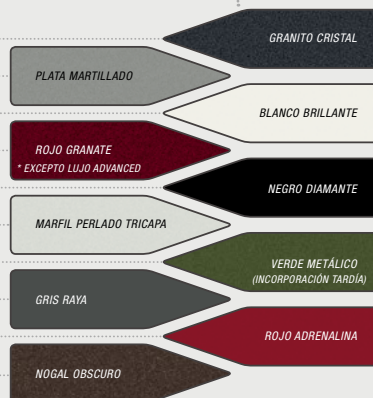 GRANITO CRISTAL
PLATA MARTILLADO
BLANCO BRILLANTE
ROJO GRANATE
* EXCEPTO LUJO ADVANCED
NEGRO DIAMANTE
MARFIL PERLADO TRICAPA
VERDE METÁLICO
(INCORPORACIÓN TARDÍA)
GRIS RAYA
ROJO ADRENALINA
NOGAL OBSCURO